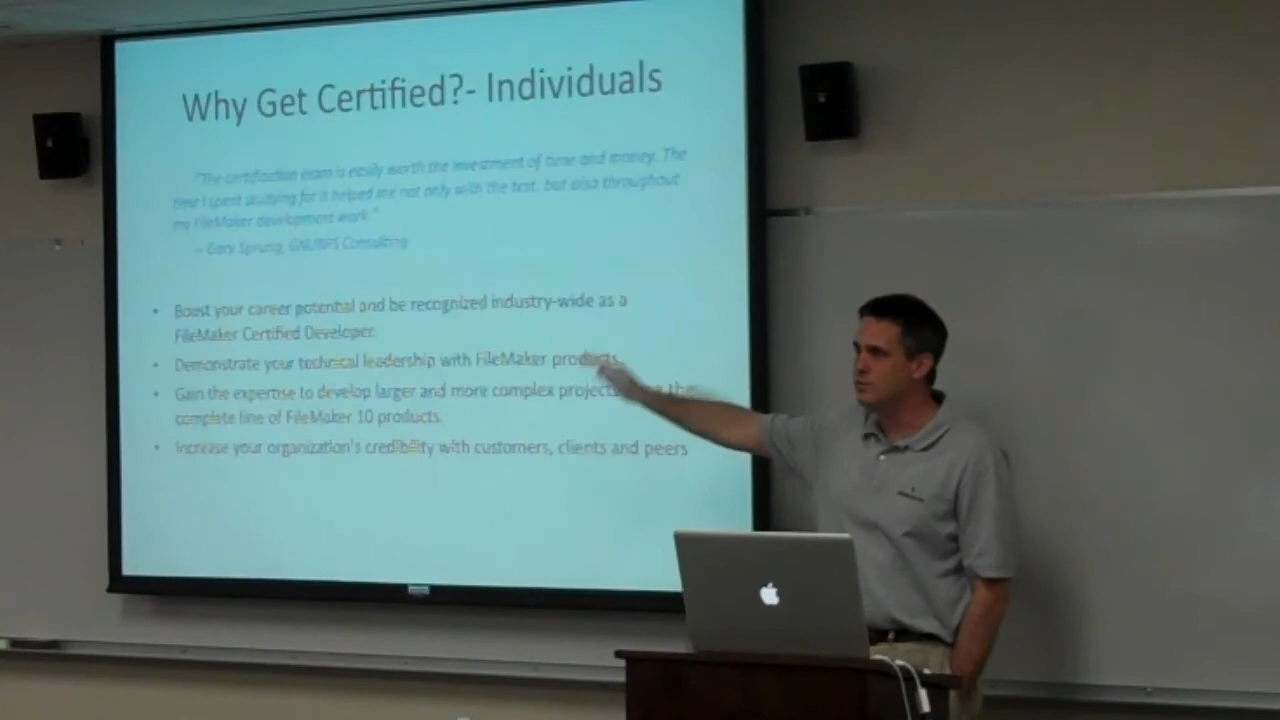 Why Get Certified?- Individuals
"The certification exam is easily worth the investment of time and money. The
time I spent studying for it helped me not only with the test, but also throughout
my FileMaker development work."
– Gary Sprung, Consulting
• Boost your career potential and be recognized industry-wide as a
FileMaker Certified Developer.
• Demonstrate your technical leadership with FileMaker products.
• Gain the expertise to develop larger and more complex projects the
complete line of FileMaker 10 products.
• Increase your organization's credibility with customers, clients and peers